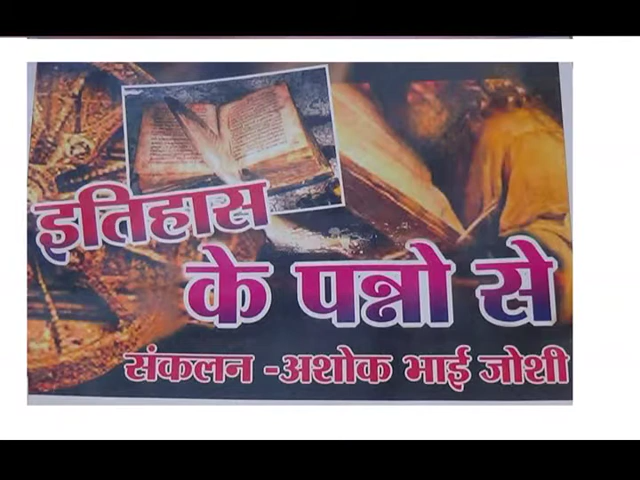 इतिहास
के पन्नो से
संकलन -अशोक भाई जोशी